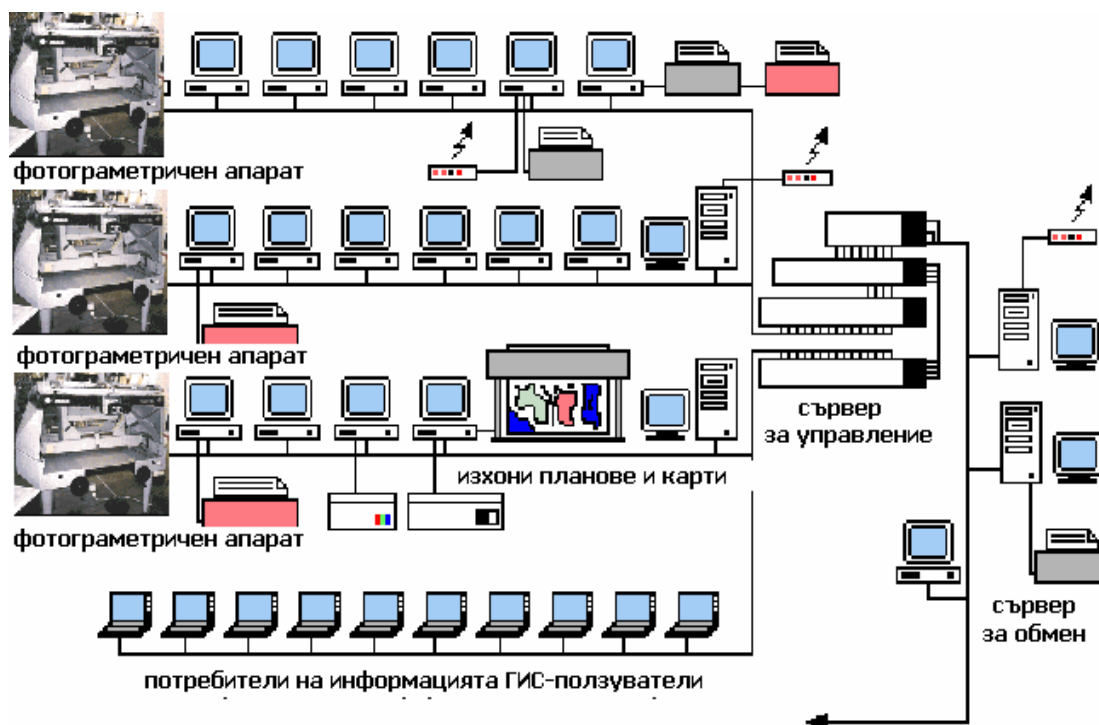 фотограметричен апарат
фотограметричен апарат
сървер
за управление
изхони планове и карти
фотограметричен апарат
сървер
за обмен
потребители на информацията ГИС-ползуватели